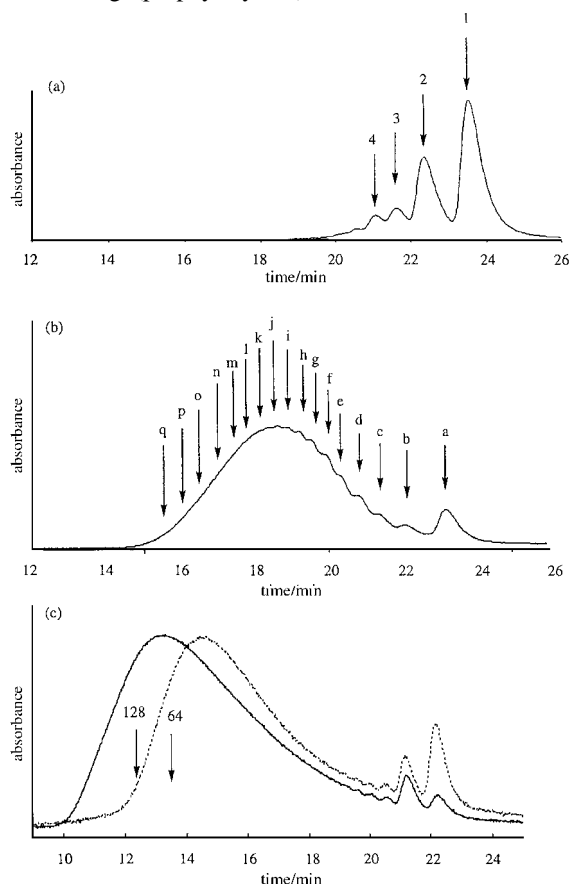 1
(a)
2
3
4
absorbance
12 14 16 18 20 22 24 26
time/min
(b)
j
k i
l h
m g
n f
o e
p d
q c b a
absorbance
12 14 16 18 20 22 24 26
time/min
(c)
128 64
absorbance
10 12 14 16 18 20 22 24
time/min